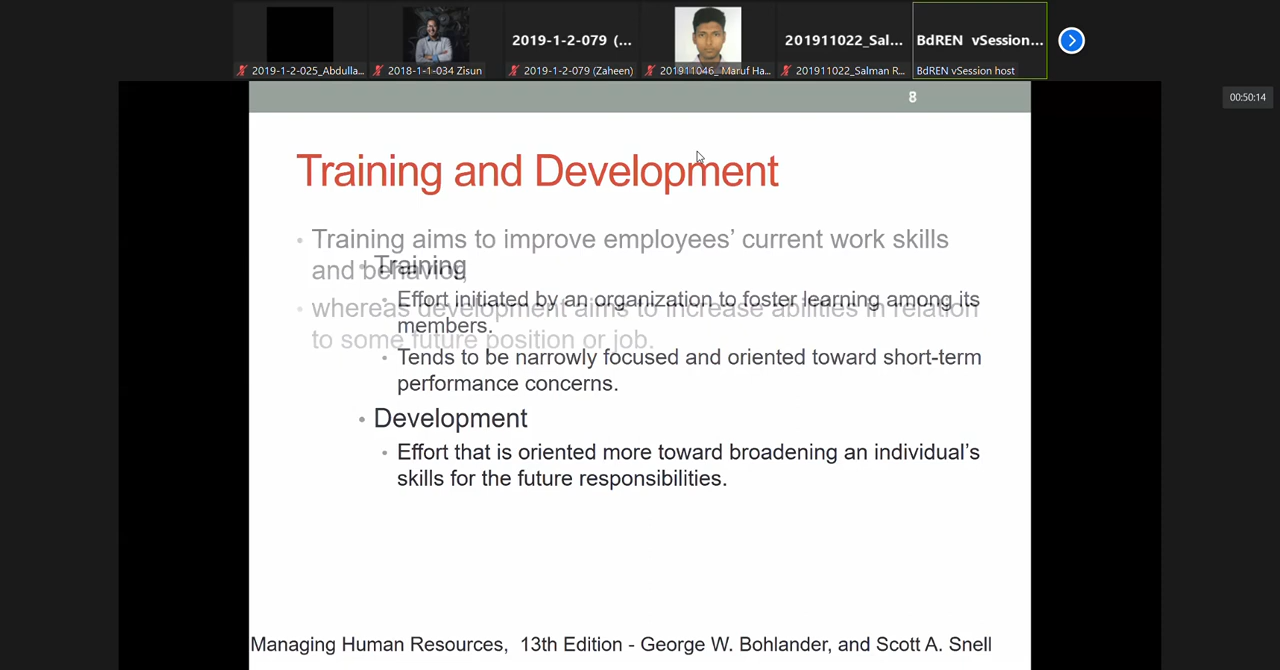 2019-1-2-079 (...
201911022_Sal...
BdREN vSession...
2019-1-2-025_Abdulla...
2018-1-1-034 Zisun
2019-1-2-079 (Zaheen)
201911046_ Maruf Ha...
201911022_Salman R...
BdREN vSession host
00:50:14
8
Training and Development
• Training aims to improve employees’ current work skills
and behavior,
• whereas development aims to increase abilities in relation
to some future position or job.
• Training
• Effort initiated by an organization to foster learning among its
members.
• Tends to be narrowly focused and oriented toward short-term
performance concerns.
• Development
• Effort that is oriented more toward broadening an individual’s
skills for the future responsibilities.
Managing Human Resources, 13th Edition - George W. Bohlander, and Scott A. Snell